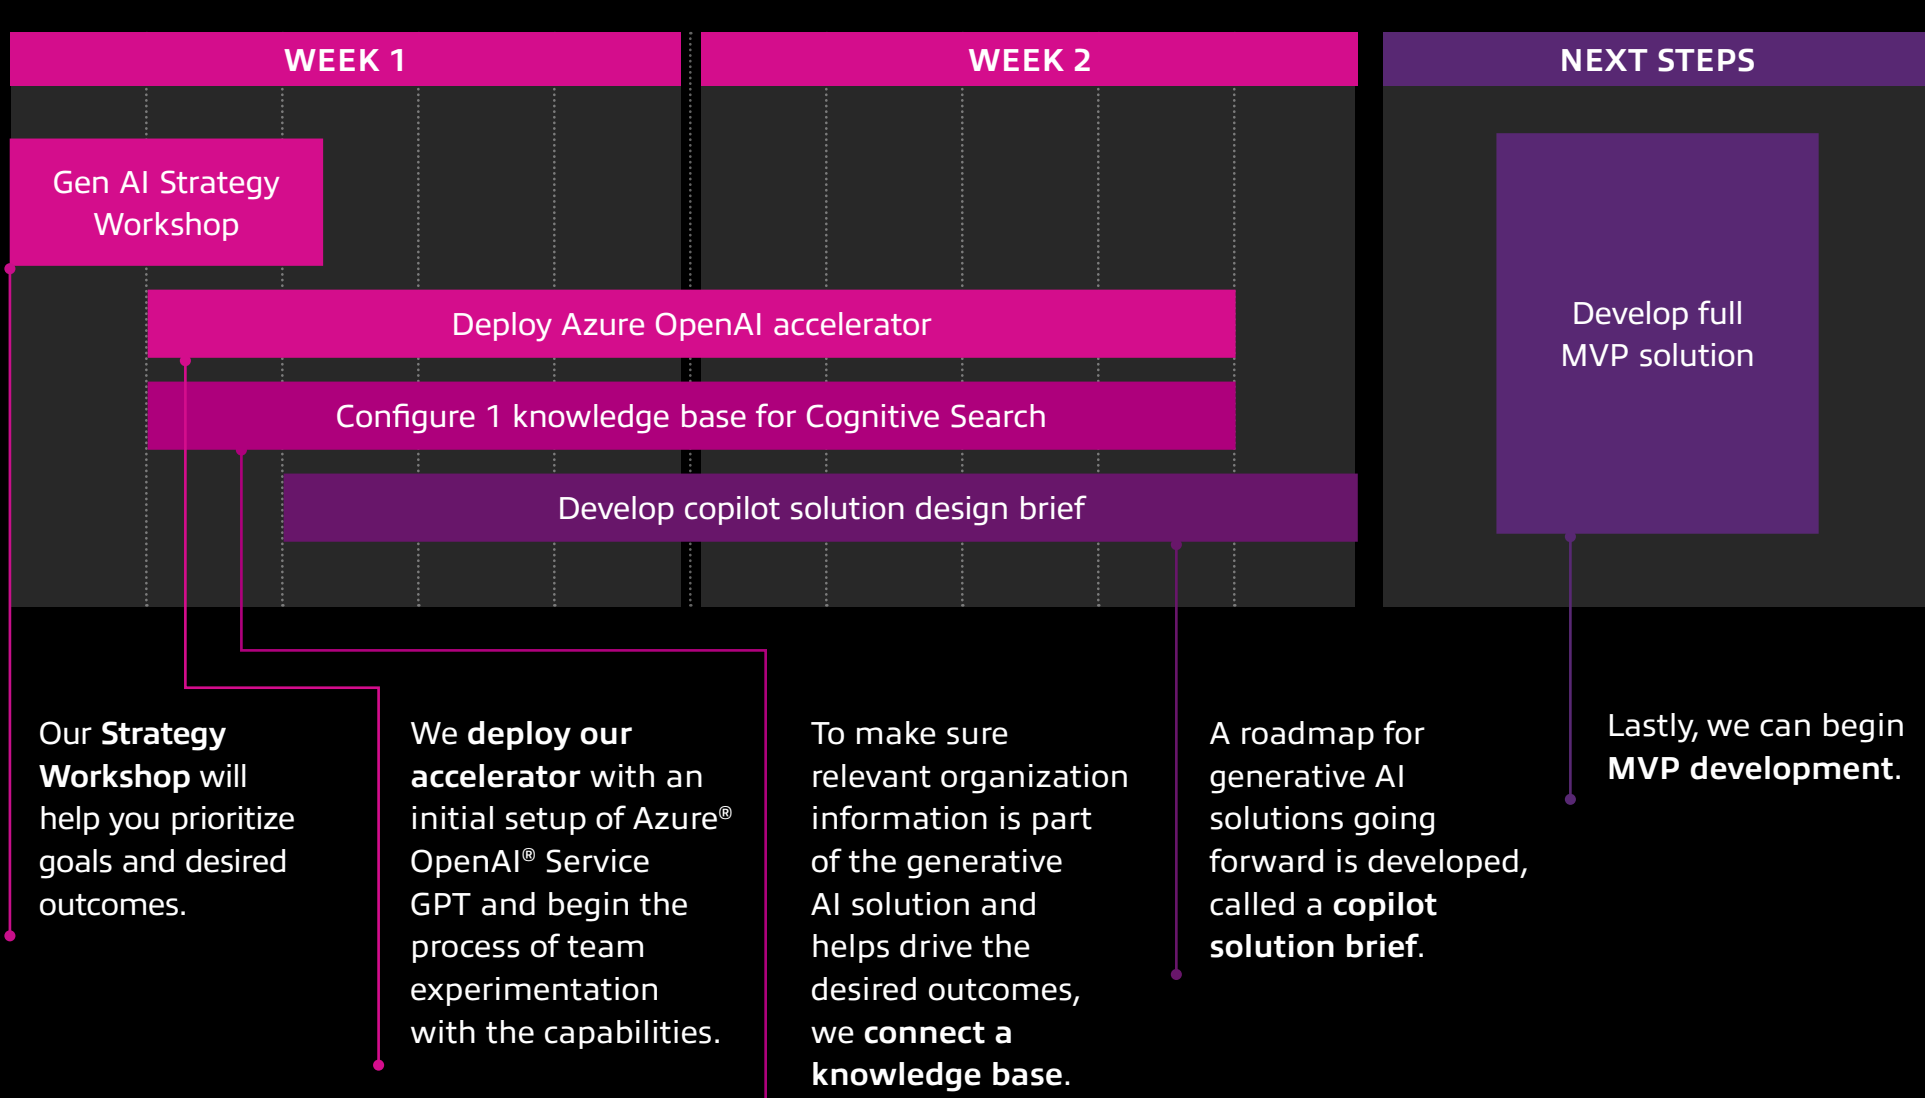 WEEK 1
WEEK 2
NEXT STEPS
Gen AI Strategy
Workshop
Deploy Azure OpenAI accelerator
Configure 1 knowledge base for Cognitive Search
Develop copilot solution design brief
Develop full
MVP solution
Our Strategy
Workshop will
help you prioritize
goals and desired
outcomes.
We deploy our
accelerator with an
initial setup of Azure®
OpenAI® Service
GPT and begin the
process of team
experimentation
with the capabilities.
To make sure
relevant organization
information is part
of the generative
AI solution and
helps drive the
desired outcomes,
we connect a
knowledge base.
A roadmap for
generative AI
solutions going
forward is developed,
called a copilot
solution brief.
Lastly, we can begin
MVP development.